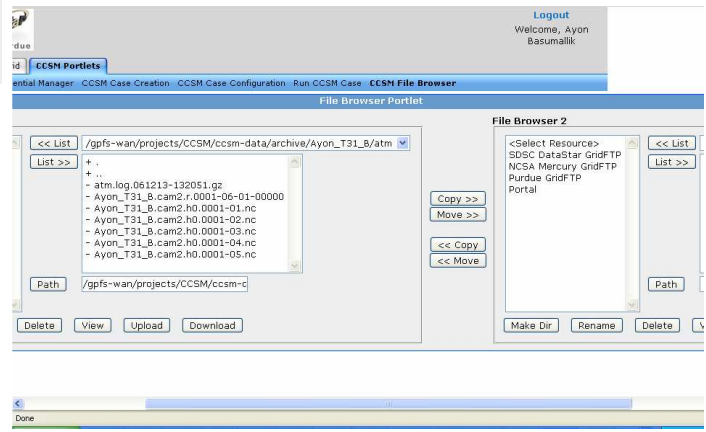 rdue
Logout
Welcome, Ayon
Basumallik
id CCSM Portlets
ential Manager CCSM Case Creation CCSM Case Configuration Run CCSM Case CCSM File Browser
File Browser Portlet
<< List /gpfs-wan/projects/CCSM/ccsm-data/archive/Ayon_T31_B/atm
List >>
+ .
+ ..
- atm.log.061213-132051.gz
- Ayon_T31_B.cam2.r.0001-06-01-00000
- Ayon_T31_B.cam2.h0.0001-01.nc
- Ayon_T31_B.cam2.h0.0001-02.nc
- Ayon_T31_B.cam2.h0.0001-03.nc
- Ayon_T31_B.cam2.h0.0001-04.nc
- Ayon_T31_B.cam2.h0.0001-05.nc
Path /gpfs-wan/projects/CCSM/ccsm-c
Delete View Upload Download
Copy >>
Move >>
<< Copy
<< Move
File Browser 2
<Select Resource>
SDSC DataStar GridFTP
NCSA Mercury GridFTP
Purdue GridFTP
Portal
<< List
List >>
Path
Make Dir Rename Delete V
Done